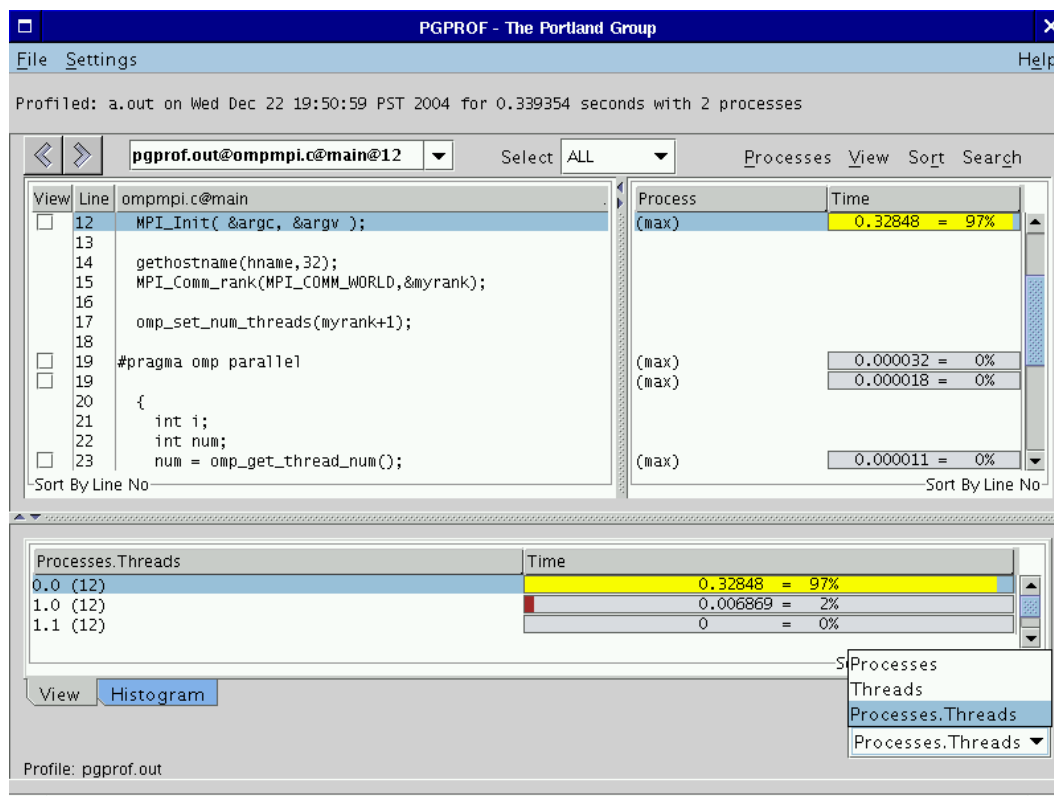 PGPROF - The Portland Group
File Settings Help
Profiled: a.out on Wed Dec 22 19:50:59 PST 2004 for 0.339354 seconds with 2 processes
pgprof.out@ompmpi.c@main@12 Select ALL Processes View Sort Search
View Line ompmpi.c@main . Process Time
12 MPI_Init( &argc, &argv ); (max) 0.32848 = 97%
13
14 gethostname(hname,32);
15 MPI_Comm_rank(MPI_COMM_WORLD,&myrank);
16
17 omp_set_num_threads(myrank+1);
18
19 #pragma omp parallel (max) 0.000032 = 0%
19 (max) 0.000018 = 0%
20 {
21 int i;
22 int num;
23 num = omp_get_thread_num(); (max) 0.000011 = 0%
Sort By Line No Sort By Line No
Processes.Threads Time
0.0 (12) 0.32848 = 97%
1.0 (12) 0.006869 = 2%
1.1 (12) 0 = 0%
Processes
Threads
Processes.Threads
View Histogram
Processes.Threads
Profile: pgprof.out